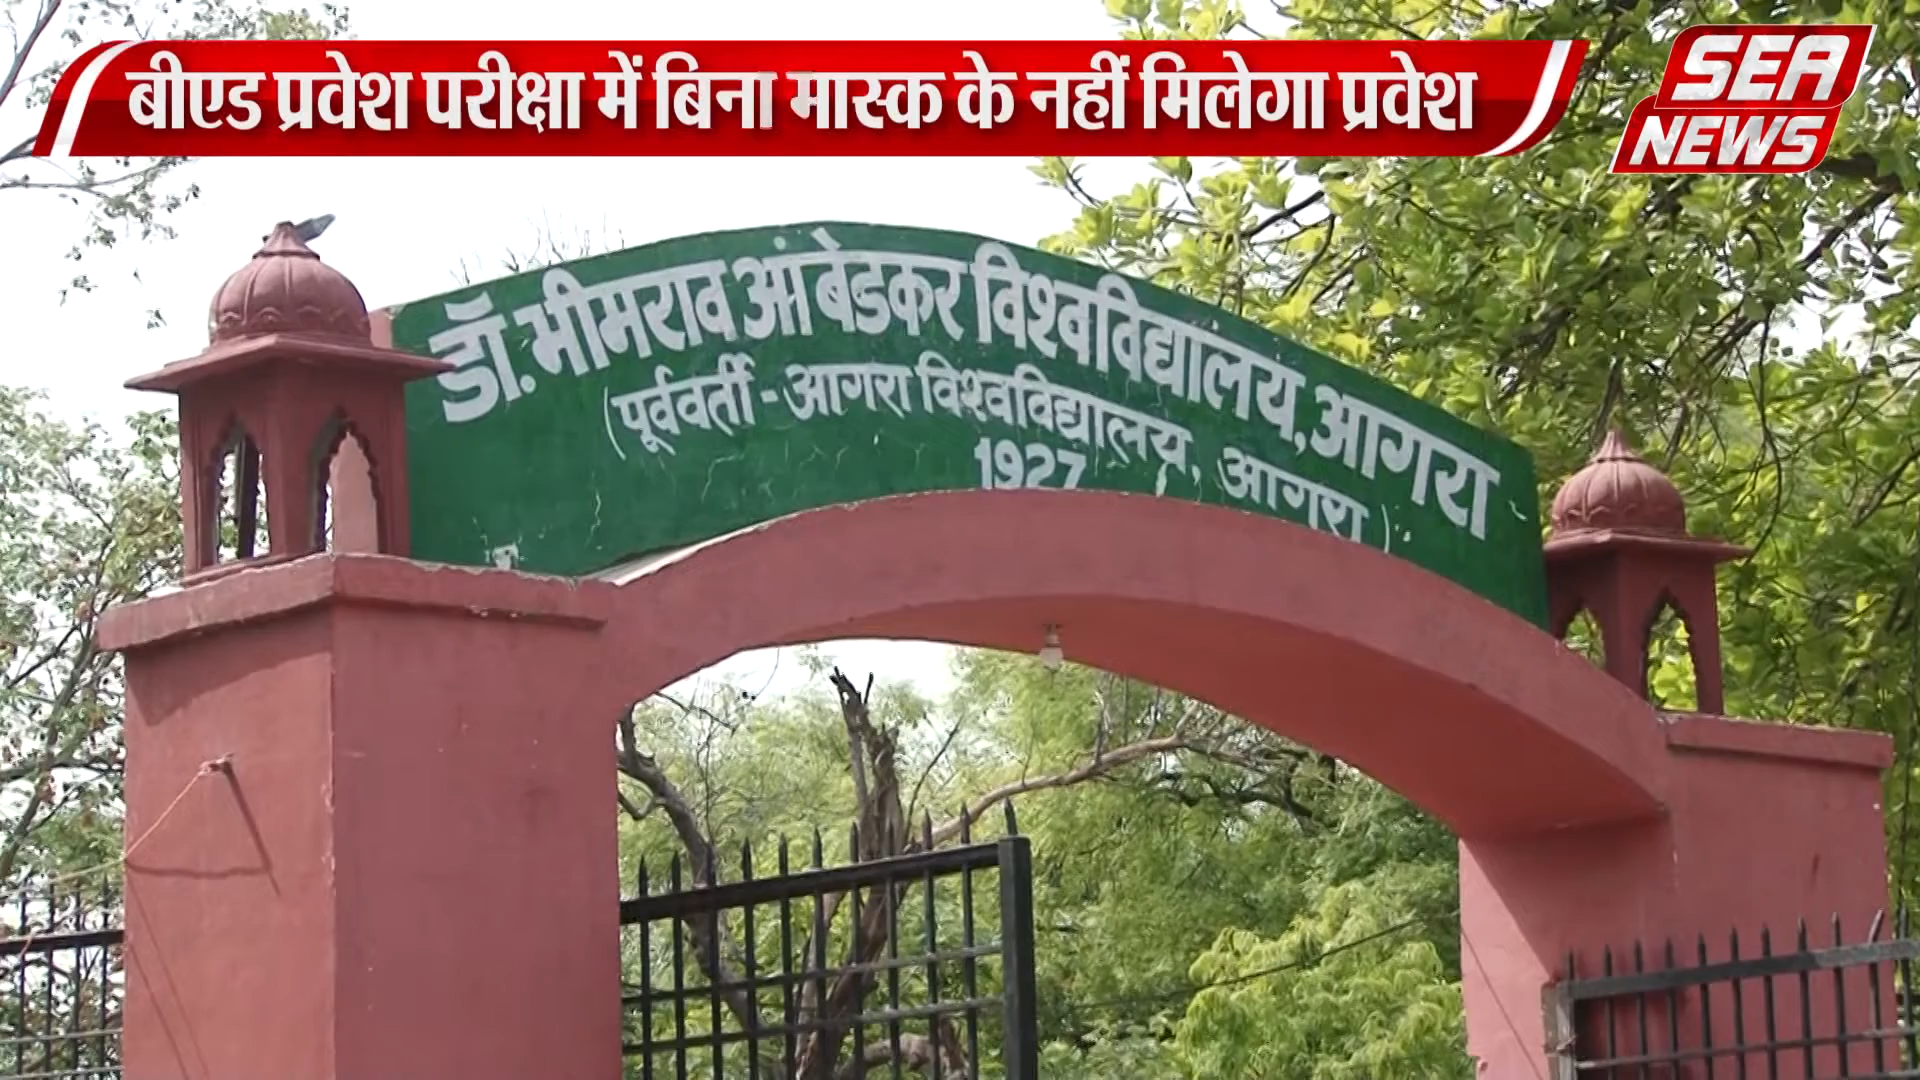 बीएड प्रवेश परीक्षा में बिना मास्क के नहीं मिलेगा प्रवेश
SEA
NEWS
डॉ. भीमराव आंबेडकर विश्वविद्यालय, आगरा
(पूर्ववर्ती - आगरा विश्वविद्यालय, आगरा)
1927